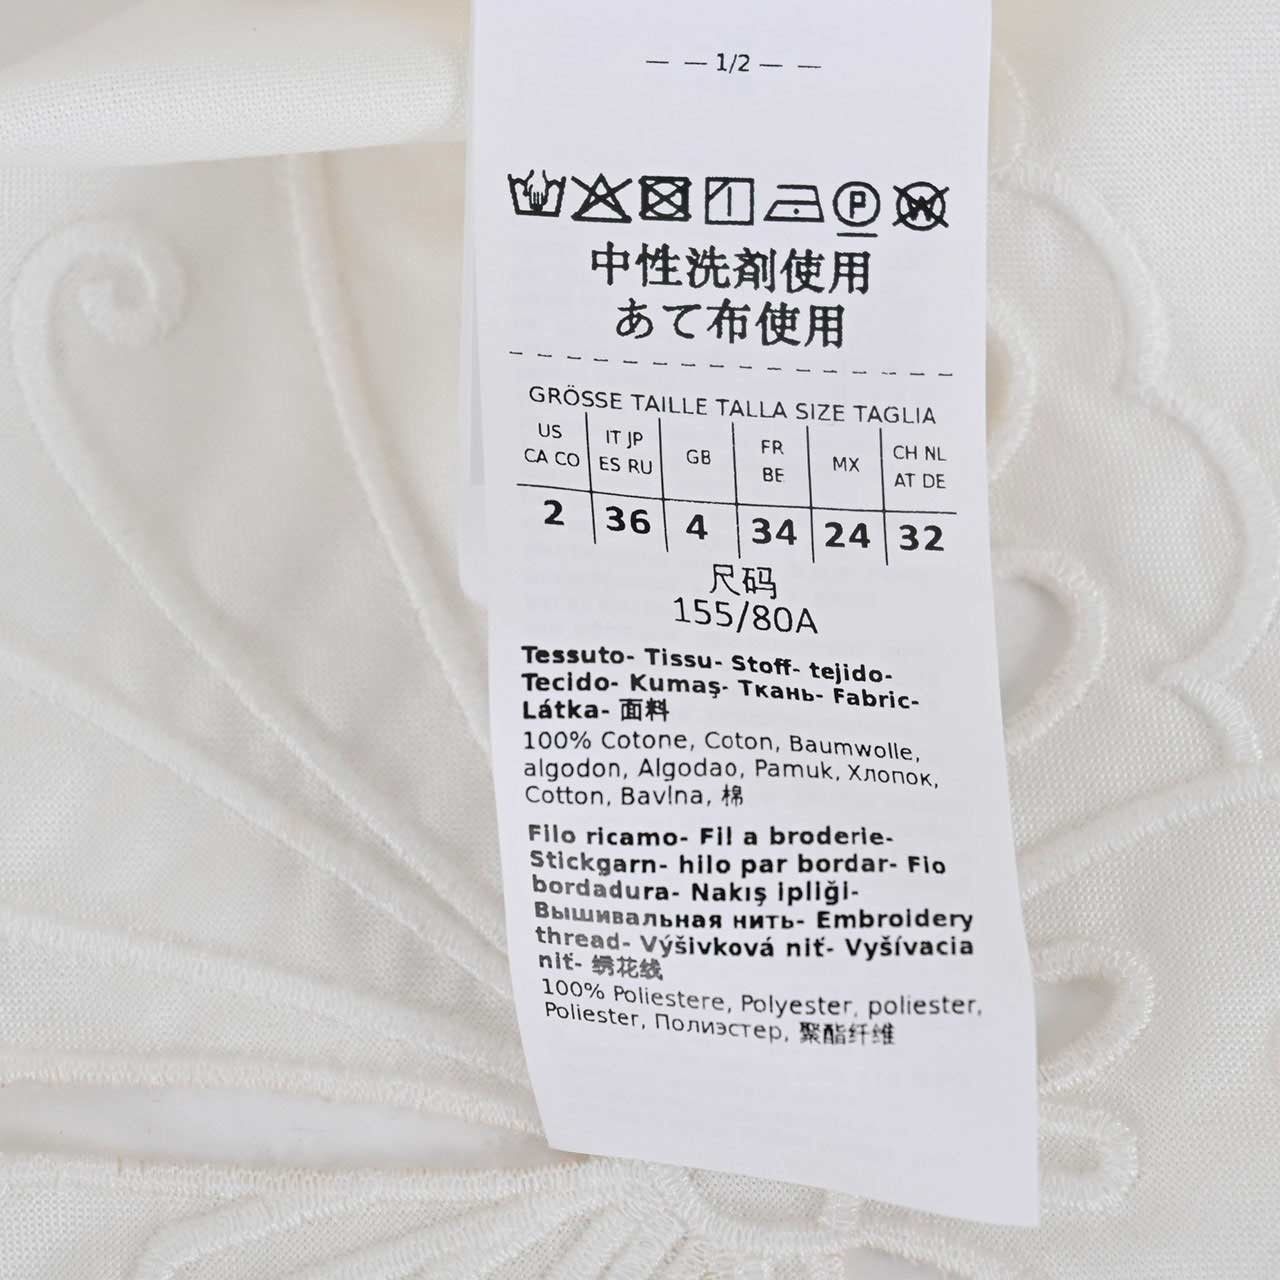 — — 1/2 — —
P W
中性洗剤使用
あて布使用
GRÖSSE TAILLE TALLA SIZE TAGLIA
US CA CO IT JP ES RU GB FR BE MX CH NL AT DE
2 36 4 34 24 32
尺码
155/80A
Tessuto- Tissu- Stoff- tejido-
Tecido- Kumaş- Ткань- Fabric-
Látka- 面料
100% Cotone, Coton, Baumwolle,
algodon, Algodao, Pamuk, Хлопок,
Cotton, Bavlna, 棉
Filo ricamo- Fil a broderie-
Stickgarn- hilo par bordar- Fio
bordadura- Nakış ipliği-
Вышивальная нить- Embroidery
thread- Výšivková niť- Vyšívacia
niť- 绣花线
100% Poliestere, Polyester, poliester,
Poliester, Полиэстер, 聚酯纤维